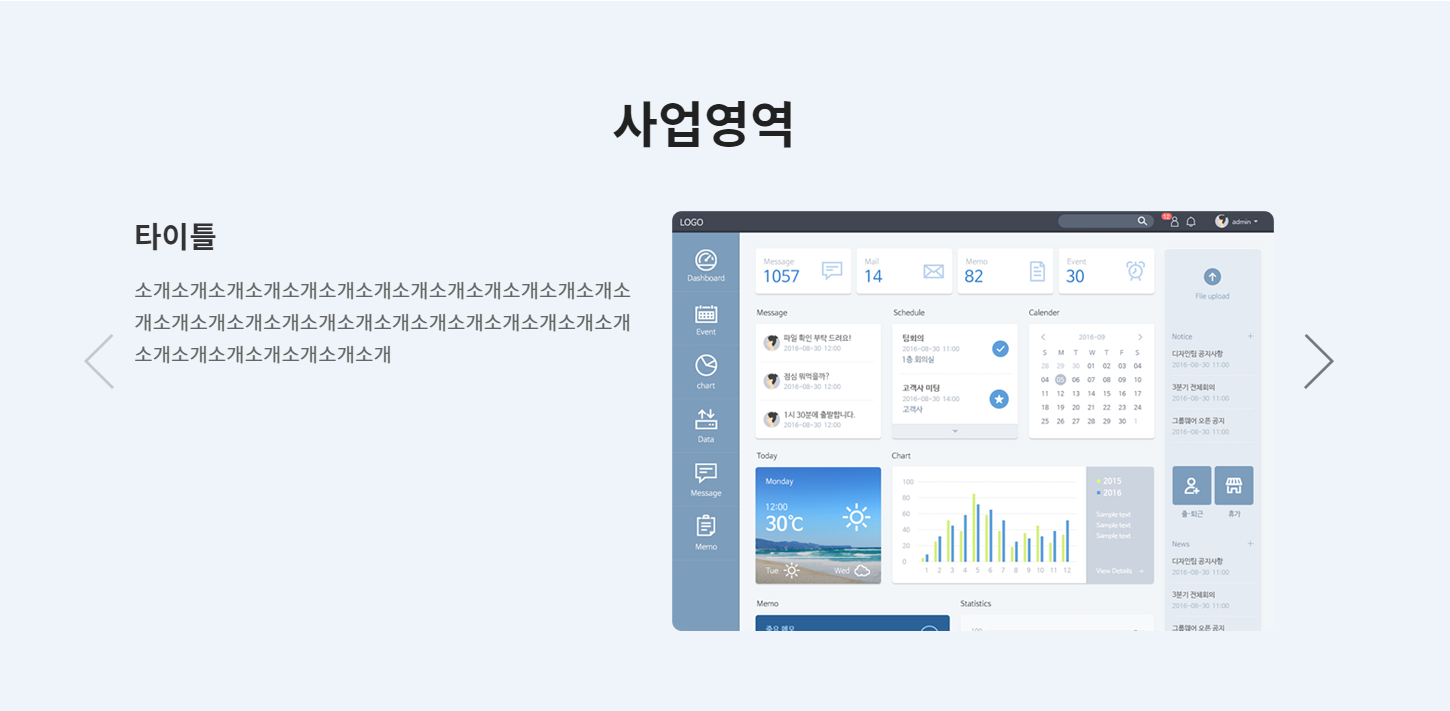 사업영역
타이틀
소개소개소개소개소개소개소개소개소개소개소개소개소개소
개소개소개소개소개소개소개소개소개소개소개소개소개소개
소개소개소개소개소개소개소개
LOGO
12
admin
Dashboard
Event
chart
Data
Message
Memo
Message
1057
Mail
14
Memo
82
Event
30
Message
파일 확인 부탁 드려요!
2016-08-30 12:00
점심 뭐먹을까?
2016-08-30 12:00
1시 30분에 출발합니다.
2016-08-30 12:00
Schedule
팀회의
2016-08-30 11:00
1층 회의실
고객사 미팅
2016-08-30 14:00
고객사
Calender
2016-09
S M T W T F S
28 29 30 01 02 03 04
04 05 06 07 08 09 10
11 12 13 14 15 16 17
18 19 20 21 22 23 24
25 26 27 28 29 30 1
Today
Monday
12:00
30℃
Tue
Wed
Chart
100
80
60
40
20
0
1 2 3 4 5 6 7 8 9 10 11 12
2015
2016
Sample text
Sample text
Sample text
View Details
Memo
중요 메모
Statistics
100
File upload
Notice +
디자인팀 공지사항
2016-08-30 11:00
3분기 전체회의
2016-08-30 11:00
그룹웨어 오픈 공지
2016-08-30 11:00
출·퇴근
휴가
News +
디자인팀 공지사항
2016-08-30 11:00
3분기 전체회의
2016-08-30 11:00
그룹웨어 오픈 공지